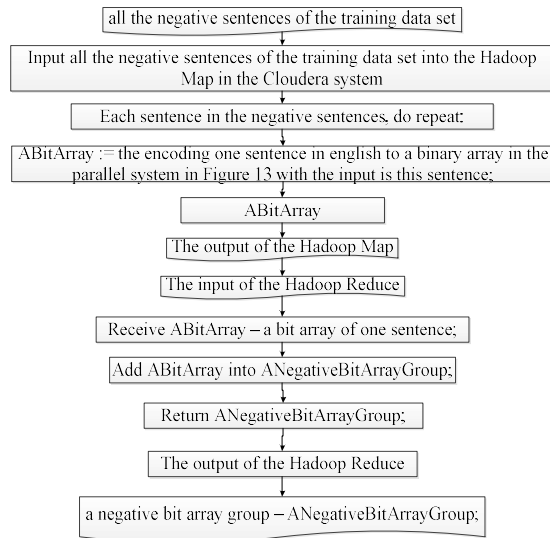 all the negative sentences of the training data set
Input all the negative sentences of the training data set into the Hadoop
Map in the Cloudera system
Each sentence in the negative sentences, do repeat:
ABitArray := the encoding one sentence in english to a binary array in the
parallel system in Figure 13 with the input is this sentence;
ABitArray
The output of the Hadoop Map
The input of the Hadoop Reduce
Receive ABitArray – a bit array of one sentence;
Add ABitArray into ANegativeBitArrayGroup;
Return ANegativeBitArrayGroup;
The output of the Hadoop Reduce
a negative bit array group – ANegativeBitArrayGroup;